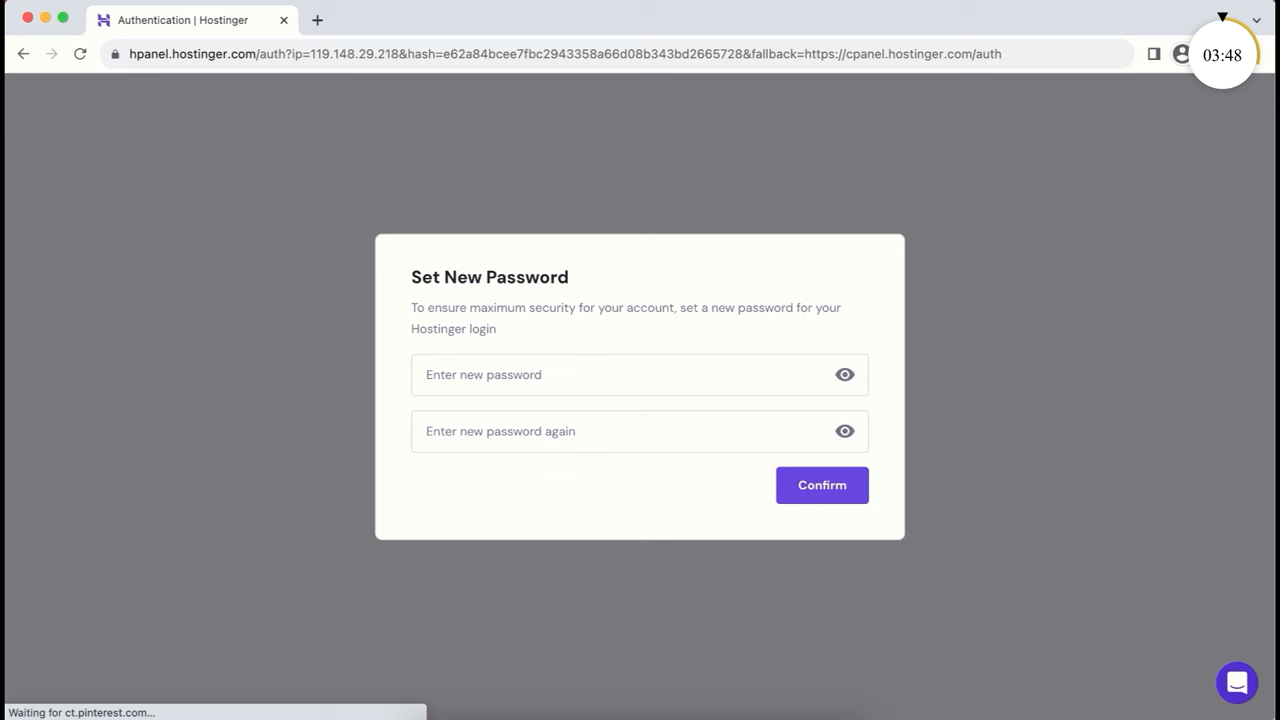 Authentication | Hostinger
hpanel.hostinger.com/auth?ip=119.148.29.218&hash=e62a84bcee7fbc2943358a66d08b343bd2665728&fallback=https://cpanel.hostinger.com/auth
03:48
Set New Password
To ensure maximum security for your account, set a new password for your
Hostinger login
Enter new password
Enter new password again
Confirm
Waiting for ct.pinterest.com...